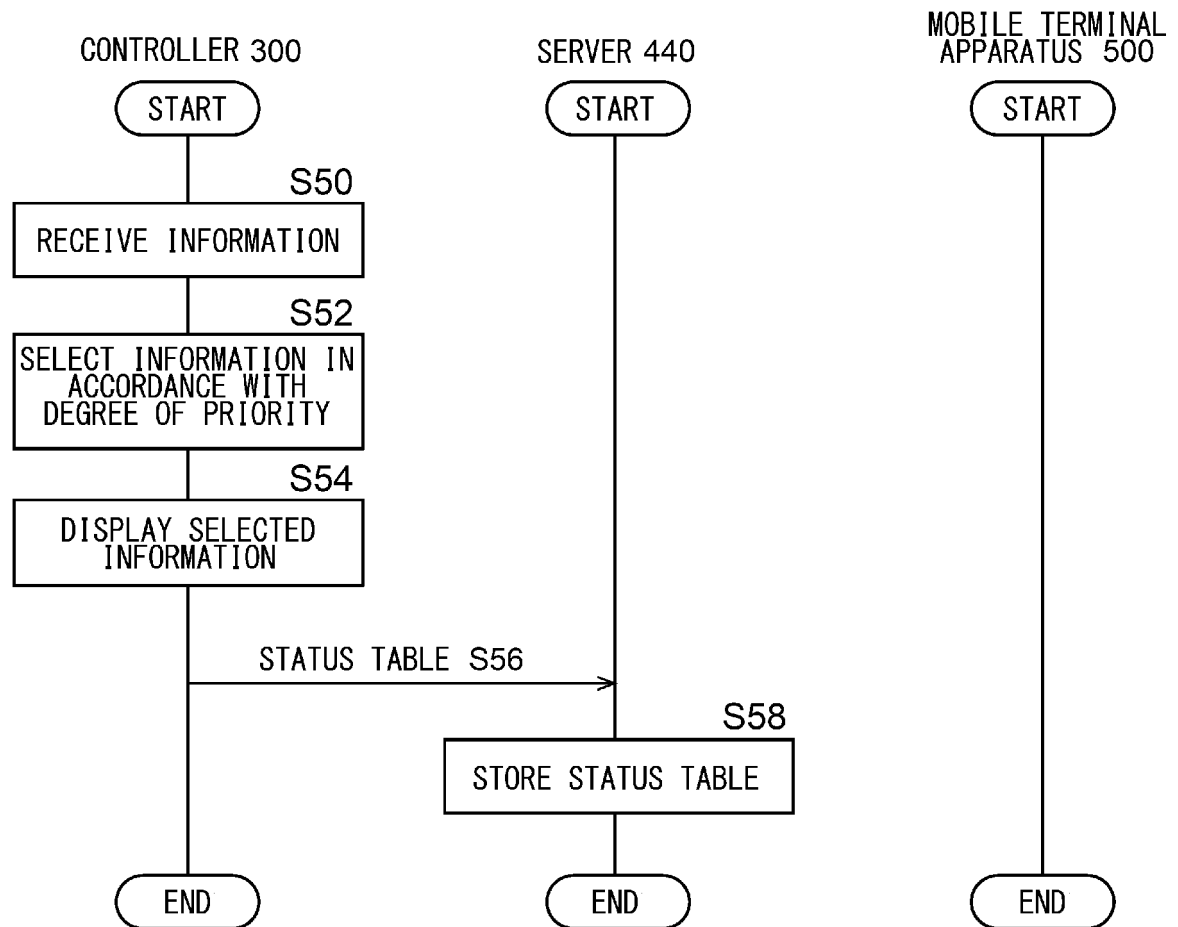 CONTROLLER 300
SERVER 440
MOBILE TERMINAL
APPARATUS 500
START
START
START
S50
RECEIVE INFORMATION
S52
SELECT INFORMATION IN
ACCORDANCE WITH
DEGREE OF PRIORITY
S54
DISPLAY SELECTED
INFORMATION
STATUS TABLE S56
S58
STORE STATUS TABLE
END
END
END